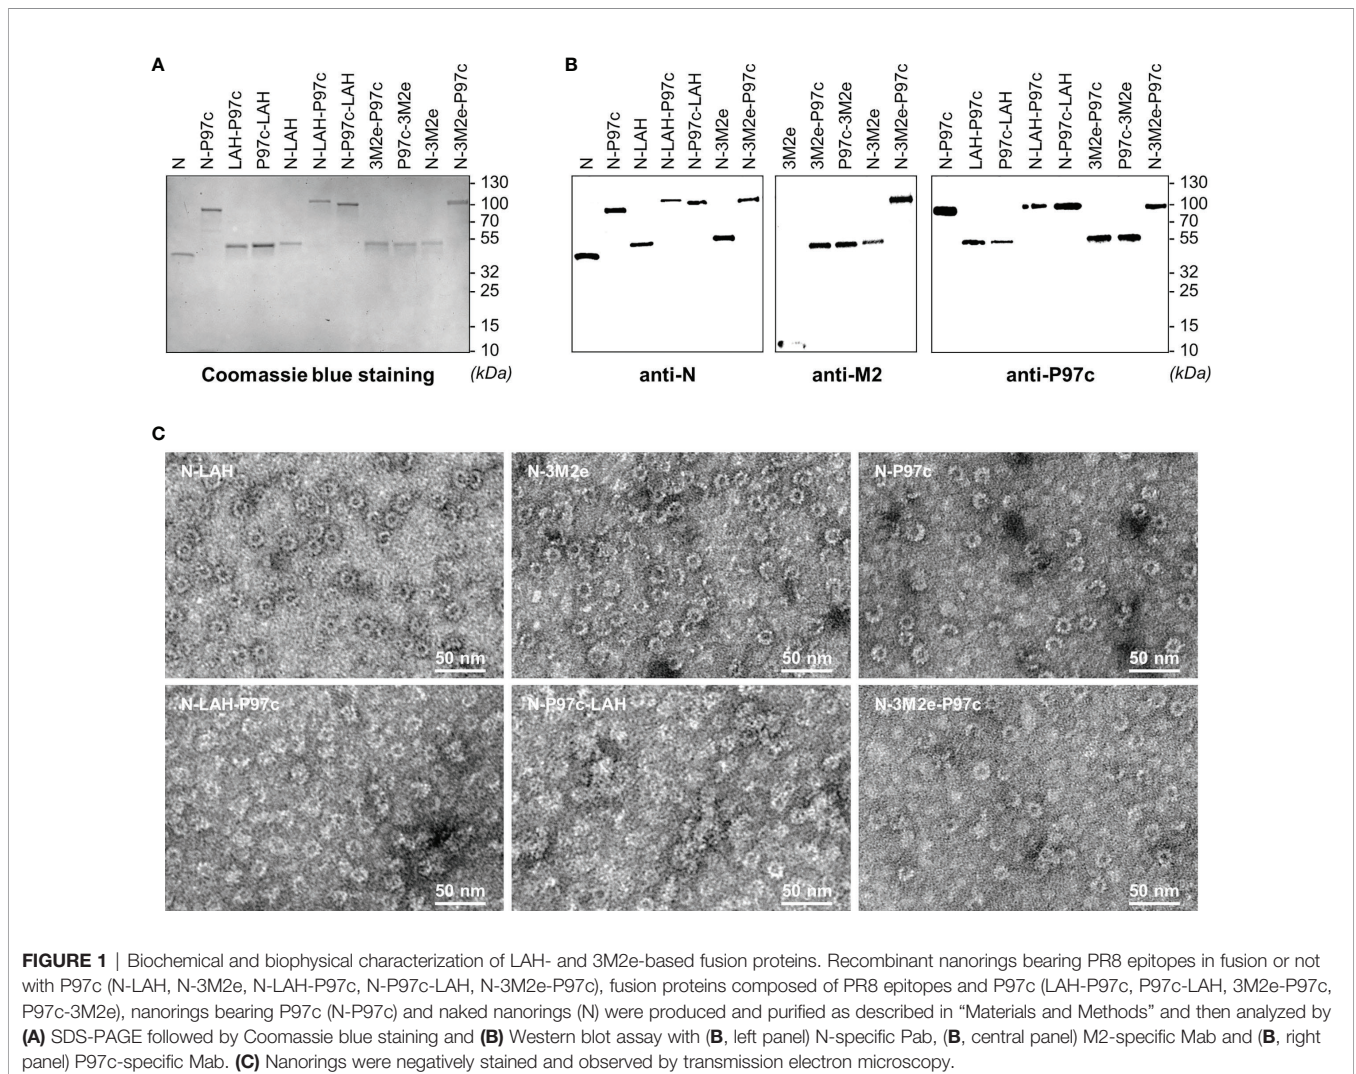 A
N
N-P97c
LAH-P97c
P97c-LAH
N-LAH
N-LAH-P97c
N-P97c-LAH
3M2e-P97c
P97c-3M2e
N-3M2e
N-3M2e-P97c
130
100
70
55
32
25
15
10
Coomassie blue staining (kDa)
B
N
N-P97c
N-LAH
N-LAH-P97c
N-P97c-LAH
N-3M2e
N-3M2e-P97c
anti-N
3M2e
3M2e-P97c
P97c-3M2e
N-3M2e
N-3M2e-P97c
anti-M2
N-P97c
LAH-P97c
P97c-LAH
N-LAH-P97c
N-P97c-LAH
3M2e-P97c
P97c-3M2e
N-3M2e-P97c
130
100
70
55
32
25
15
10
anti-P97c (kDa)
C
N-LAH
50 nm
N-3M2e
50 nm
N-P97c
50 nm
N-LAH-P97c
50 nm
N-P97c-LAH
50 nm
N-3M2e-P97c
50 nm
FIGURE 1 | Biochemical and biophysical characterization of LAH- and 3M2e-based fusion proteins. Recombinant nanorings bearing PR8 epitopes in fusion or not
with P97c (N-LAH, N-3M2e, N-LAH-P97c, N-P97c-LAH, N-3M2e-P97c), fusion proteins composed of PR8 epitopes and P97c (LAH-P97c, P97c-LAH, 3M2e-P97c,
P97c-3M2e), nanorings bearing P97c (N-P97c) and naked nanorings (N) were produced and purified as described in “Materials and Methods” and then analyzed by
(A) SDS-PAGE followed by Coomassie blue staining and (B) Western blot assay with (B, left panel) N-specific Pab, (B, central panel) M2-specific Mab and (B, right
panel) P97c-specific Mab. (C) Nanorings were negatively stained and observed by transmission electron microscopy.